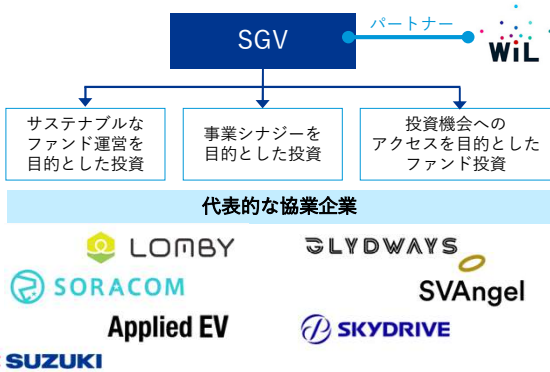 SGV
パートナー
WiL
サステナブルな
ファンド運営を
目的とした投資
事業シナジーを
目的とした投資
投資機会への
アクセスを目的とした
ファンド投資
代表的な協業企業
LOMBY
GLYDWAYS
SORACOM
SVAngel
Applied EV
SKYDRIVE
SUZUKI